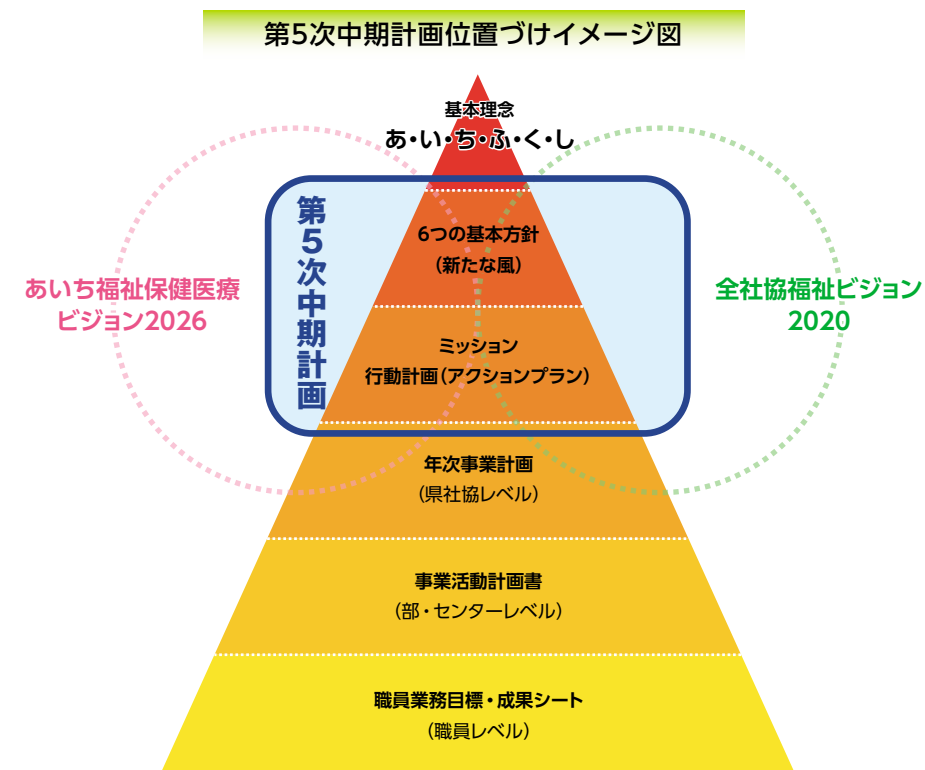 第5次中期計画位置づけイメージ図
基本理念
あ・い・ち・ふ・く・し
第5次中期計画
6つの基本方針
（新たな風）
あいち福祉保健医療
ビジョン2026
全社協福祉ビジョン
2020
ミッション
行動計画（アクションプラン）
年次事業計画
（県社協レベル）
事業活動計画書
（部・センターレベル）
職員業務目標・成果シート
（職員レベル）